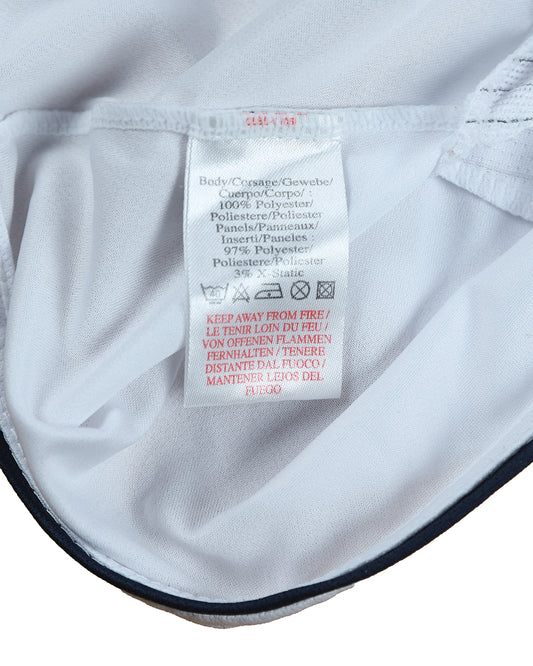 Body/Corsage/Gewebe/
Cuerpo/Corpo/ :
100% Polyester/
Poliestere/Poliester
Panels/Panneaux/
Inserti/Paneles :
97% Polyester/
Poliestere/Poliester
3% X-Static
KEEP AWAY FROM FIRE/
LE TENIR LOIN DU FEU/
VON OFFENEN FLAMMEN
FERNHALTEN/TENERE
DISTANTE DAL FUOCO/
MANTENER LEJOS DEL
FUEGO